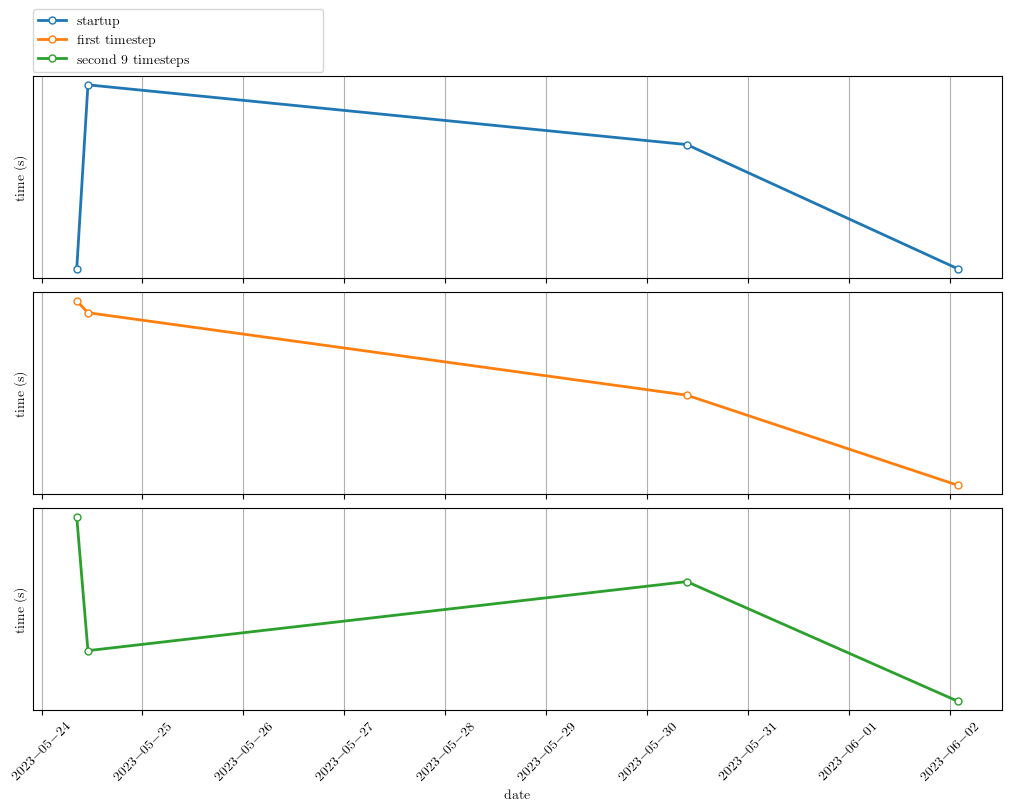 startup
first timestep
second 9 timesteps
time (s)
time (s)
time (s)
2023−05−24
2023−05−25
2023−05−26
2023−05−27
2023−05−28
2023−05−29
2023−05−30
2023−05−31
2023−06−01
2023−06−02
date